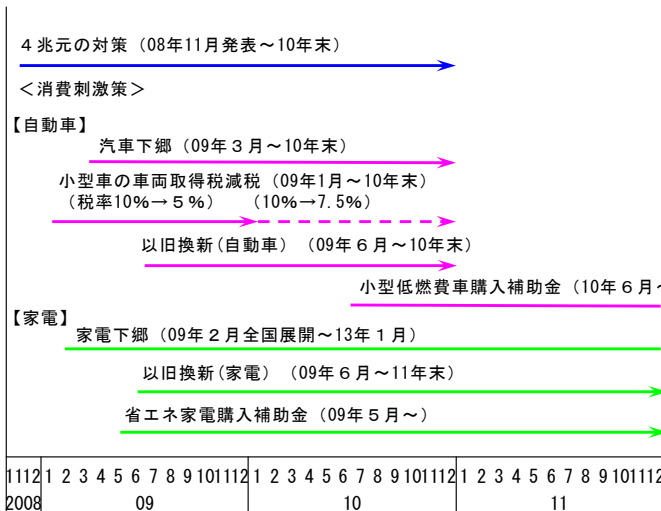 ４兆元の対策（08年11月発表～10年末）
＜消費刺激策＞
【自動車】
汽車下郷（09年３月～10年末）
小型車の車両取得税減税（09年1月～10年末）
（税率10%→５%）　（10%→7.5%）
以旧換新(自動車）（09年６月～10年末）
小型低燃費車購入補助金（10年６月～
【家電】
家電下郷（09年２月全国展開～13年１月）
以旧換新(家電）（09年６月～11年末）
省エネ家電購入補助金（09年５月～）
1112 1 2 3 4 5 6 7 8 9 101112 1 2 3 4 5 6 7 8 9 101112 1 2 3 4 5 6 7 8 9 101112
2008 09 10 11